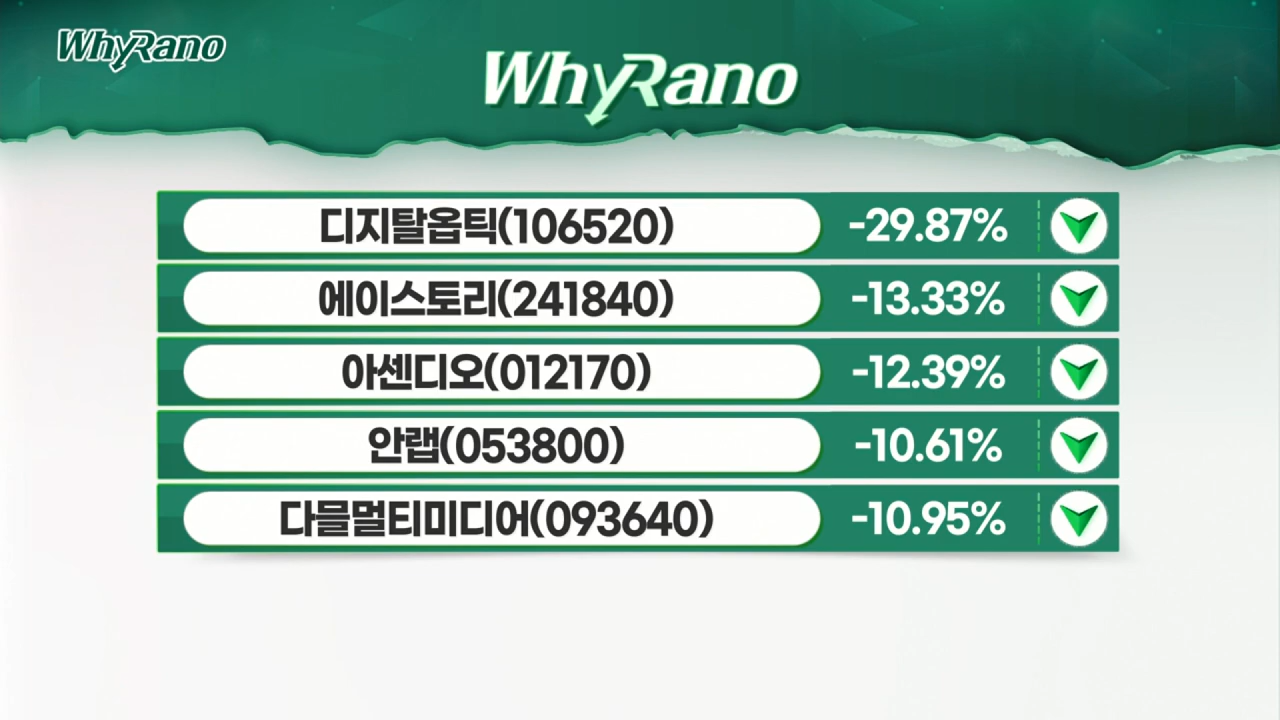 WhyRano
WhyRano
디지탈옵틱(106520) -29.87%
에이스토리(241840) -13.33%
아센디오(012170) -12.39%
안랩(053800) -10.61%
다믈멀티미디어(093640) -10.95%